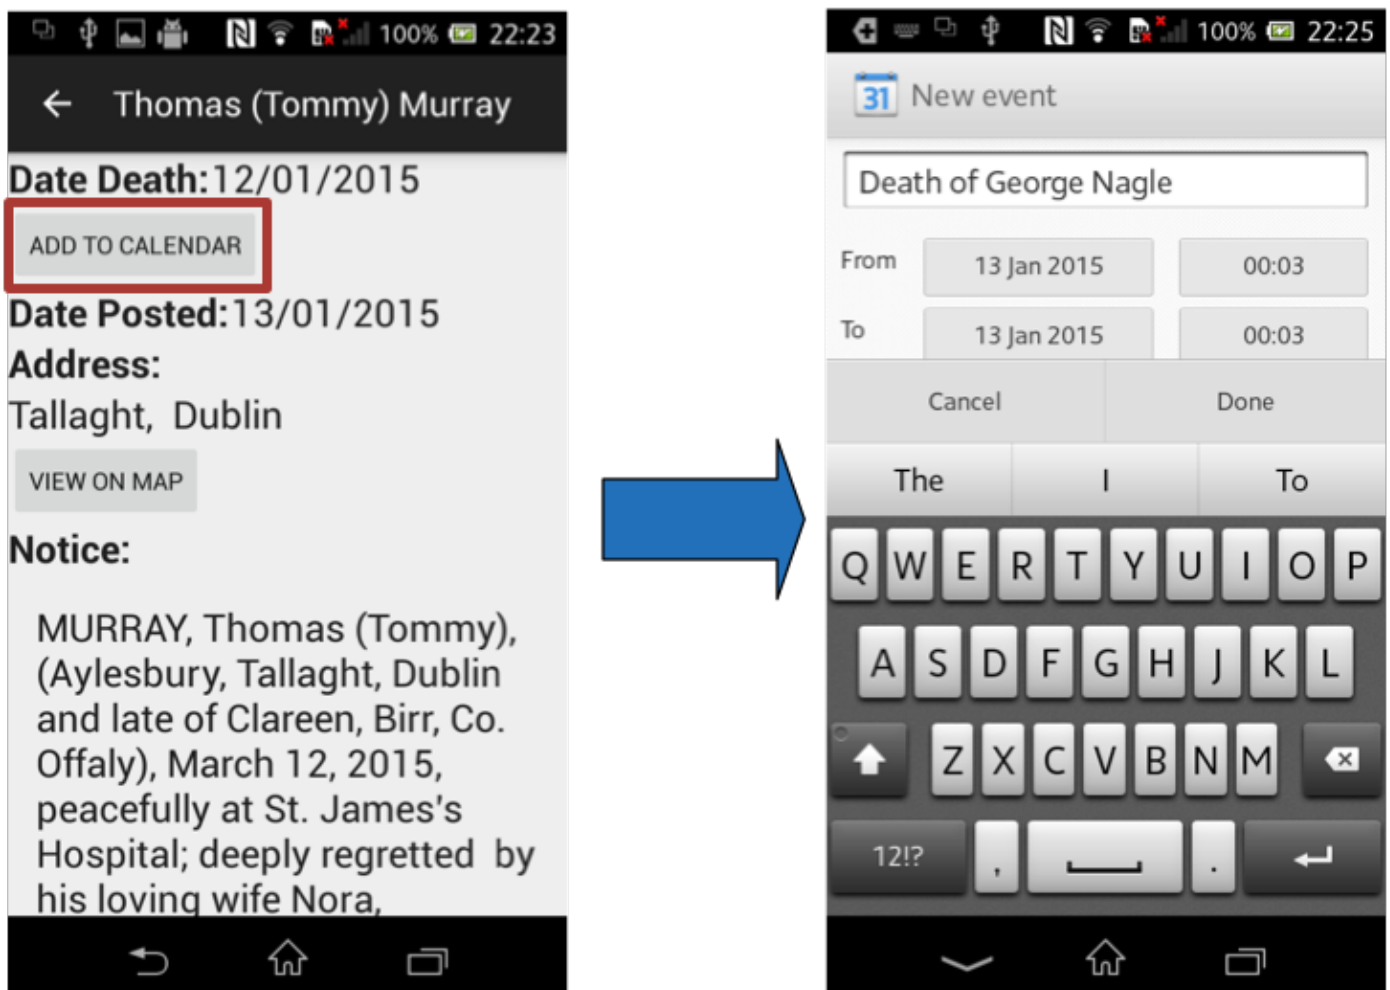 100% 22:23
Thomas (Tommy) Murray
Date Death:12/01/2015
ADD TO CALENDAR
Date Posted:13/01/2015
Address:
Tallaght, Dublin
VIEW ON MAP
Notice:
MURRAY, Thomas (Tommy),
(Aylesbury, Tallaght, Dublin
and late of Clareen, Birr, Co.
Offaly), March 12, 2015,
peacefully at St. James's
Hospital; deeply regretted by
his loving wife Nora,
100% 22:25
31 New event
Death of George Nagle
From 13 Jan 2015 00:03
To 13 Jan 2015 00:03
Cancel Done
The I To
Q W E R T Y U I O P
A S D F G H J K L
Z X C V B N M
12!? , .